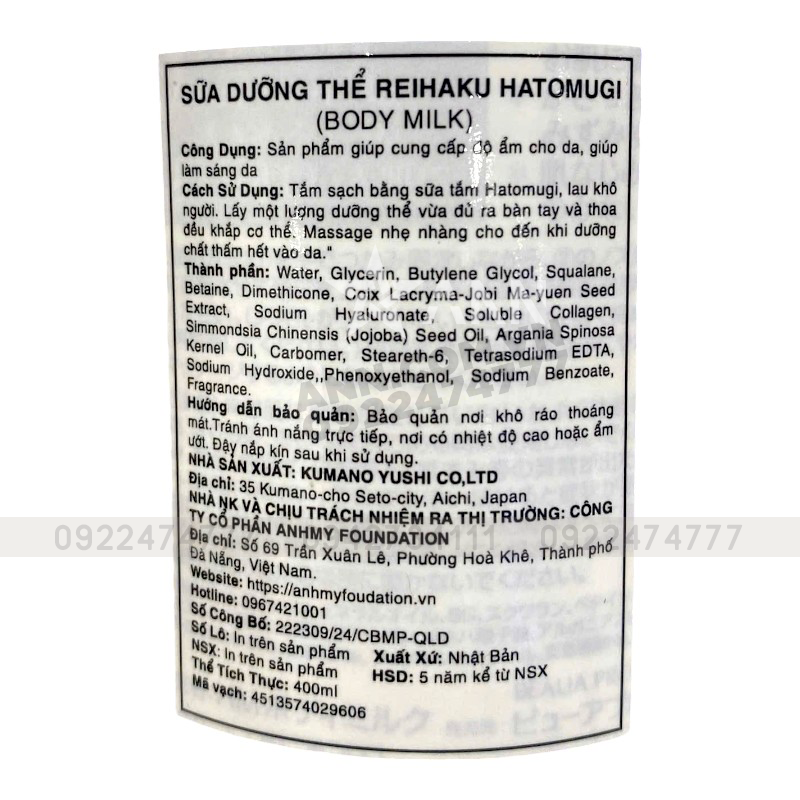 SỮA DƯỠNG THỂ REIHAKU HATOMUGI
(BODY MILK)
Công Dụng: Sản phẩm giúp cung cấp độ ẩm cho da, giúp
làm sáng da
Cách Sử Dụng: Tắm sạch bằng sữa tắm Hatomugi, lau khô
người. Lấy một lượng dưỡng thể vừa đủ ra bàn tay và thoa
đều khắp cơ thể. Massage nhẹ nhàng cho đến khi dưỡng
chất thấm hết vào da."
Thành phần: Water, Glycerin, Butylene Glycol, Squalane,
Betaine, Dimethicone, Coix Lacryma-Jobi Ma-yuen Seed
Extract, Sodium Hyaluronate, Soluble Collagen,
Simmondsia Chinensis (Jojoba) Seed Oil, Argania Spinosa
Kernel Oil, Carbomer, Steareth-6, Tetrasodium EDTA,
Sodium Hydroxide,,Phenoxyethanol, Sodium Benzoate,
Fragrance.
Hướng dẫn bảo quản: Bảo quản nơi khô ráo thoáng
mát.Tránh ánh nắng trực tiếp, nơi có nhiệt độ cao hoặc ẩm
ướt. Đậy nắp kín sau khi sử dụng.
NHÀ SẢN XUẤT: KUMANO YUSHI CO,LTD
Địa chỉ: 35 Kumano-cho Seto-city, Aichi, Japan
NHÀ NK VÀ CHỊU TRÁCH NHIỆM RA THỊ TRƯỜNG: CÔNG
TY CỔ PHẦN ANHMY FOUNDATION
0922474777
Địa chỉ: Số 69 Trần Xuân Lê, Phường Hoà Khê, Thành phố
Đà Nẵng, Việt Nam.
Website: https://anhmyfoudation.vn
Hotline: 0967421001
Số Công Bố: 222309/24/CBMP-QLD
Số Lô: In trên sản phẩm Xuất Xứ: Nhật Bản
NSX: In trên sản phẩm HSD: 5 năm kể từ NSX
Thể Tích Thực: 400ml
Mã vạch: 4513574029606